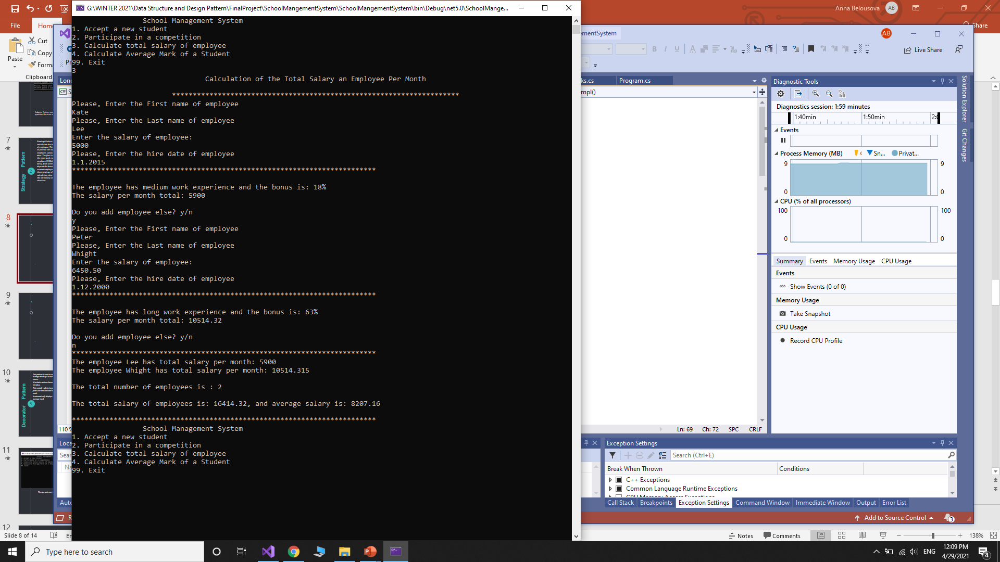 G:\WINTER 2021\Data Structure and Design Pattern\FinalProject\SchoolMangementSystem\SchoolMangementSystem\bin\Debug\net5.0\SchoolMange...
School Management System
1. Accept a new student
2. Participate in a competition
3. Calculate total salary of employee
4. Calculate Average Mark of a Student
99. Exit
3
Calculation of the Total Salary an Employee Per Month
*********************************************************************
Please, Enter the First name of employee
Kate
Please, Enter the Last name of employee
Lee
Enter the salary of employee:
5000
Please, Enter the hire date of employee
1.1.2015
*************************************************************************
The employee has medium work experience and the bonus is: 18%
The salary per month total: 5900
Do you add employee else? y/n
y
Please, Enter the First name of employee
Peter
Please, Enter the Last name of employee
Whight
Enter the salary of employee:
6450.50
Please, Enter the hire date of employee
1.12.2000
*************************************************************************
The employee has long work experience and the bonus is: 63%
The salary per month total: 10514.32
Do you add employee else? y/n
n
*************************************************************************
The employee Lee has total salary per month: 5900
The employee Whight has total salary per month: 10514.315
The total number of employees is : 2
The total salary of employees is: 16414.32, and average salary is: 8207.16
*************************************************************************
School Management System
1. Accept a new student
2. Participate in a competition
3. Calculate total salary of employee
4. Calculate Average Mark of a Student
99. Exit
File
Home
Cut
Copy
Paste
Forma
Clipboard
7
Strategy Pattern
2
8
9
10
Decorator Pattern
11
12
Slide 8 of 14
110 %
Loca
Sear
Na
Auto
Anna Belousova
AB
Share
ementSystem
AB
B I U A
Live Share
ks.cs
Program.cs
mpl()
Ln: 69 Ch: 72 SPC CRLF
Diagnostic Tools
Diagnostics session: 1:59 minutes
1:40min 1:50min 2:0
Events
Process Memory (MB) Sn... Privat...
9 9
0 0
CPU (% of all processors)
100 100
0 0
Summary Events Memory Usage CPU Usage
Events
Show Events (0 of 0)
Memory Usage
Take Snapshot
CPU Usage
Record CPU Profile
Solution Explorer
Git Changes
Exception Settings
Search (Ctrl+E)
Break When Thrown Conditions
C++ Exceptions
Common Language Runtime Exceptions
Call Stack Breakpoints Exception Settings Command Window Immediate Window Output Error List
Add to Source Control
3
Notes Comments 138%
Type here to search
ENG
12:09 PM
4/29/2021
4